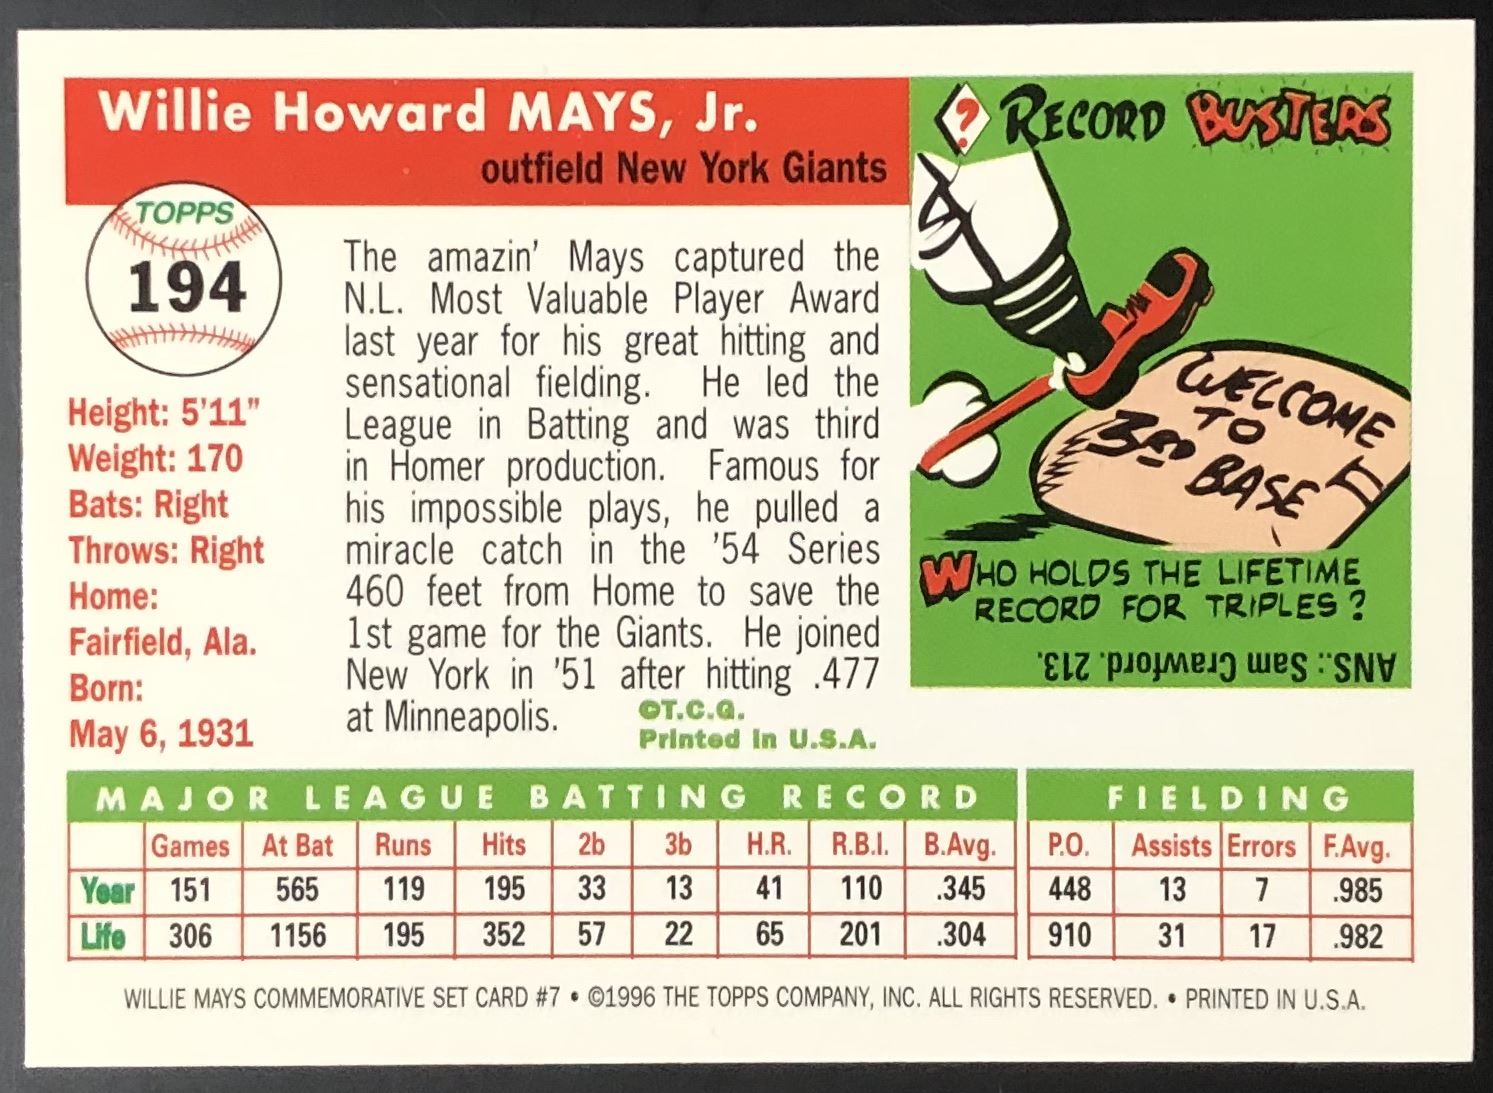 Willie Howard MAYS, Jr.
outfield New York Giants
TOPPS
194
Height: 5'11"
Weight: 170
Bats: Right
Throws: Right
Home:
Fairfield, Ala.
Born:
May 6, 1931
The amazin' Mays captured the
N.L. Most Valuable Player Award
last year for his great hitting and
sensational fielding. He led the
League in Batting and was third
in Homer production. Famous for
his impossible plays, he pulled a
miracle catch in the '54 Series
460 feet from Home to save the
1st game for the Giants. He joined
New York in '51 after hitting .477
at Minneapolis.
©T.C.G.
Printed in U.S.A.
? RECORD BUSTERS
WELCOME
TO
3RD BASE
WHO HOLDS THE LIFETIME
RECORD FOR TRIPLES?
ANS.: Sam Crawford. 213.
MAJOR LEAGUE BATTING RECORD FIELDING
Games At Bat Runs Hits 2b 3b H.R. R.B.I. B.Avg. P.O. Assists Errors F.Avg.
Year 151 565 119 195 33 13 41 110 .345 448 13 7 .985
Life 306 1156 195 352 57 22 65 201 .304 910 31 17 .982
WILLIE MAYS COMMEMORATIVE SET CARD #7 • ©1996 THE TOPPS COMPANY, INC. ALL RIGHTS RESERVED. • PRINTED IN U.S.A.